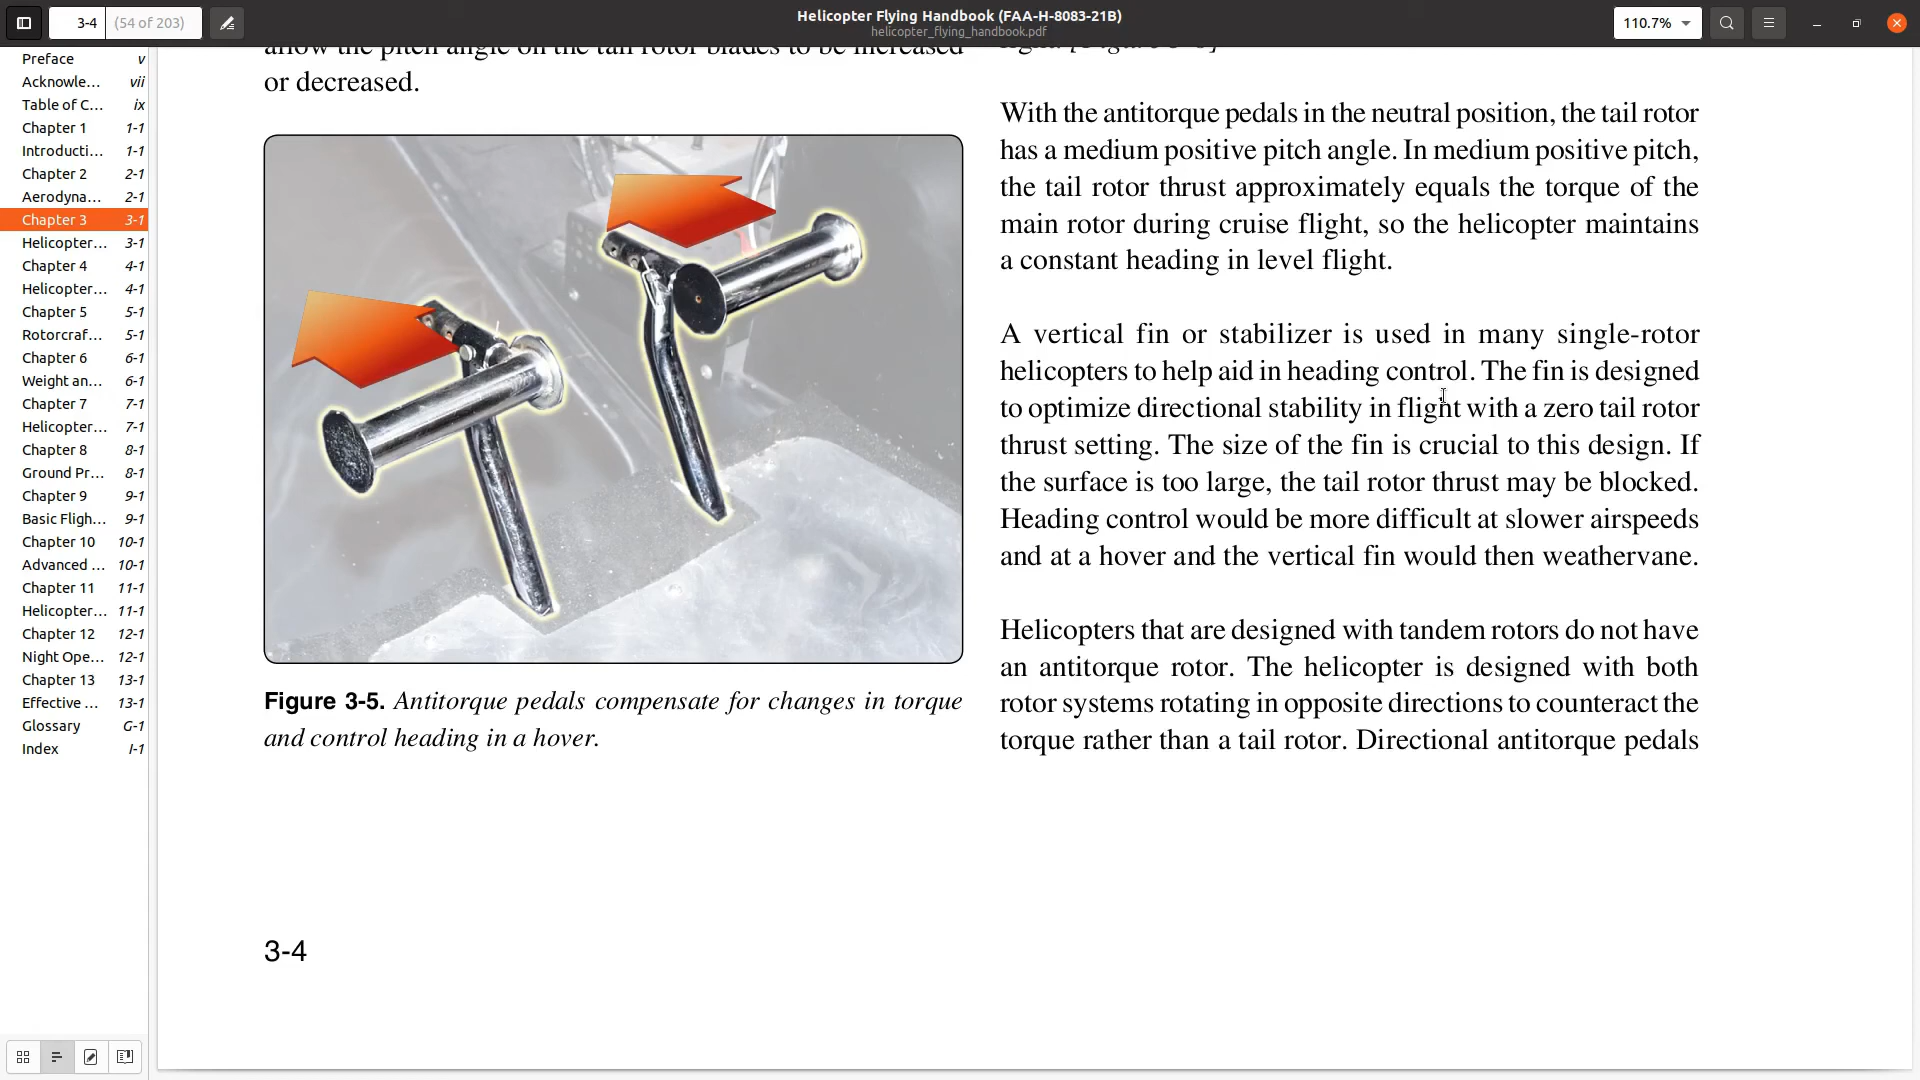 3-4
(54 of 203)
Helicopter Flying Handbook (FAA-H-8083-21B)
helicopter_flying_handbook.pdf
110.7%
Preface v
Acknowle... vii
Table of C... ix
Chapter 1 1-1
Introducti... 1-1
Chapter 2 2-1
Aerodyna... 2-1
Chapter 3 3-1
Helicopter... 3-1
Chapter 4 4-1
Helicopter... 4-1
Chapter 5 5-1
Rotorcraf... 5-1
Chapter 6 6-1
Weight an... 6-1
Chapter 7 7-1
Helicopter... 7-1
Chapter 8 8-1
Ground Pr... 8-1
Chapter 9 9-1
Basic Fligh... 9-1
Chapter 10 10-1
Advanced ... 10-1
Chapter 11 11-1
Helicopter... 11-1
Chapter 12 12-1
Night Ope... 12-1
Chapter 13 13-1
Effective ... 13-1
Glossary G-1
Index I-1
allow the pitch angle on the tail rotor blades to be increased
or decreased.
Figure 3-5. Antitorque pedals compensate for changes in torque
and control heading in a hover.
With the antitorque pedals in the neutral position, the tail rotor
has a medium positive pitch angle. In medium positive pitch,
the tail rotor thrust approximately equals the torque of the
main rotor during cruise flight, so the helicopter maintains
a constant heading in level flight.
A vertical fin or stabilizer is used in many single-rotor
helicopters to help aid in heading control. The fin is designed
to optimize directional stability in flight with a zero tail rotor
thrust setting. The size of the fin is crucial to this design. If
the surface is too large, the tail rotor thrust may be blocked.
Heading control would be more difficult at slower airspeeds
and at a hover and the vertical fin would then weathervane.
Helicopters that are designed with tandem rotors do not have
an antitorque rotor. The helicopter is designed with both
rotor systems rotating in opposite directions to counteract the
torque rather than a tail rotor. Directional antitorque pedals
3-4